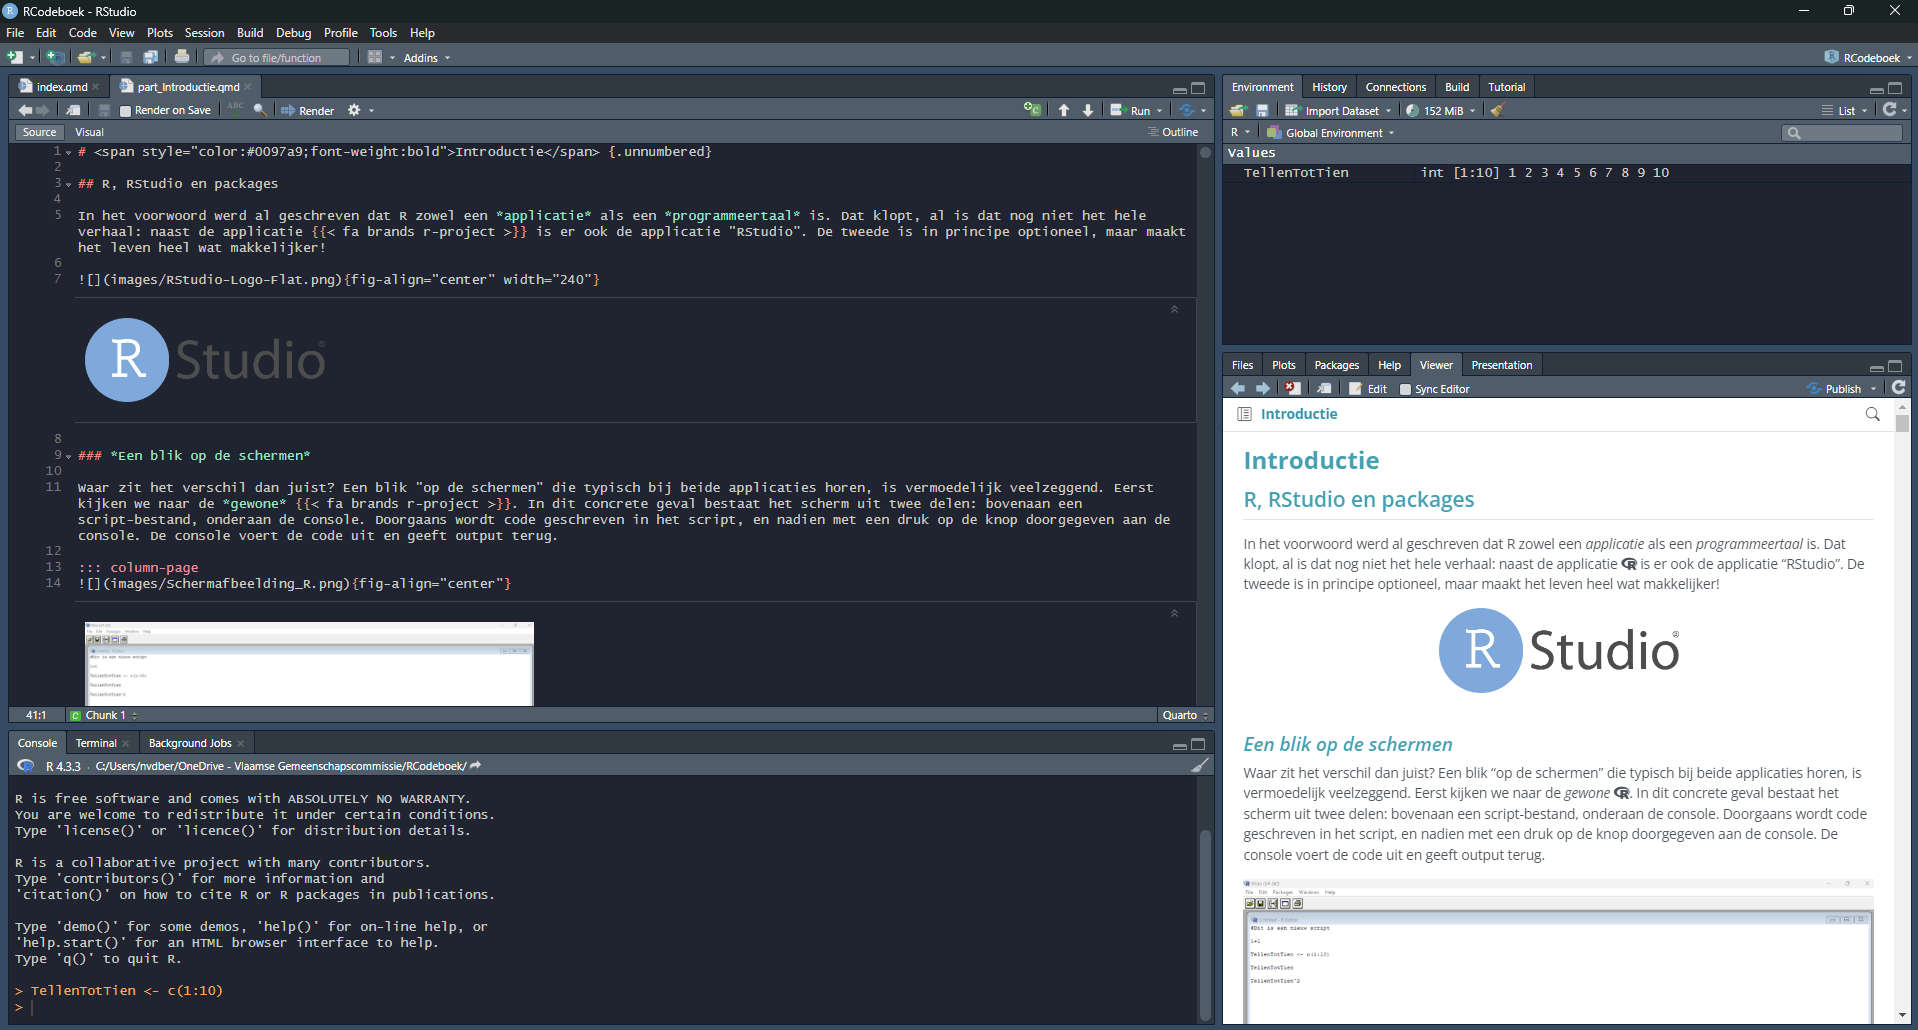 RCodeboek - RStudio
File Edit Code View Plots Session Build Debug Profile Tools Help
Go to file/function Addins RCodeboek
index.qmd part_Introductie.qmd
Render on Save ABC Render Run
Source Visual Outline
1 # <span style="color:#0097a9;font-weight:bold">Introductie</span> {.unnumbered}
2
3 ## R, RStudio en packages
4
5 In het voorwoord werd al geschreven dat R zowel een *applicatie* als een *programmeertaal* is. Dat klopt, al is dat nog niet het hele
verhaal: naast de applicatie {{< fa brands r-project >}} is er ook de applicatie "RStudio". De tweede is in principe optioneel, maar maakt
het leven heel wat makkelijker!
6
7 ![](images/RStudio-Logo-Flat.png){fig-align="center" width="240"}
R Studio®
8
9 ### *Een blik op de schermen*
10
11 Waar zit het verschil dan juist? Een blik "op de schermen" die typisch bij beide applicaties horen, is vermoedelijk veelzeggend. Eerst
kijken we naar de *gewone* {{< fa brands r-project >}}. In dit concrete geval bestaat het scherm uit twee delen: bovenaan een
script-bestand, onderaan de console. Doorgaans wordt code geschreven in het script, en nadien met een druk op de knop doorgegeven aan de
console. De console voert de code uit en geeft output terug.
12
13 ::: column-page
14 ![](images/Schermafbeelding_R.png){fig-align="center"}
41:1 C Chunk 1 Quarto
Console Terminal Background Jobs
R 4.3.3 · C:/Users/nvdber/OneDrive - Vlaamse Gemeenschapscommissie/RCodeboek/
R is free software and comes with ABSOLUTELY NO WARRANTY.
You are welcome to redistribute it under certain conditions.
Type 'license()' or 'licence()' for distribution details.
R is a collaborative project with many contributors.
Type 'contributors()' for more information and
'citation()' on how to cite R or R packages in publications.
Type 'demo()' for some demos, 'help()' for on-line help, or
'help.start()' for an HTML browser interface to help.
Type 'q()' to quit R.
> TellenTotTien <- c(1:10)
>
Environment History Connections Build Tutorial
Import Dataset 152 MiB List
R Global Environment
Values
TellenTotTien int [1:10] 1 2 3 4 5 6 7 8 9 10
Files Plots Packages Help Viewer Presentation
Edit Sync Editor Publish
Introductie
Introductie
R, RStudio en packages
In het voorwoord werd al geschreven dat R zowel een applicatie als een programmeertaal is. Dat
klopt, al is dat nog niet het hele verhaal: naast de applicatie R is er ook de applicatie “RStudio”. De
tweede is in principe optioneel, maar maakt het leven heel wat makkelijker!
R Studio®
Een blik op de schermen
Waar zit het verschil dan juist? Een blik “op de schermen” die typisch bij beide applicaties horen, is
vermoedelijk veelzeggend. Eerst kijken we naar de gewone R. In dit concrete geval bestaat het
scherm uit twee delen: bovenaan een script-bestand, onderaan de console. Doorgaans wordt code
geschreven in het script, en nadien met een druk op de knop doorgegeven aan de console. De
console voert de code uit en geeft output terug.
File Edit Packages Windows Help
#Dit is een nieuw script
1+1
TellenTotTien <- c(1:10)
TellenTotTien
TellenTotTien^2